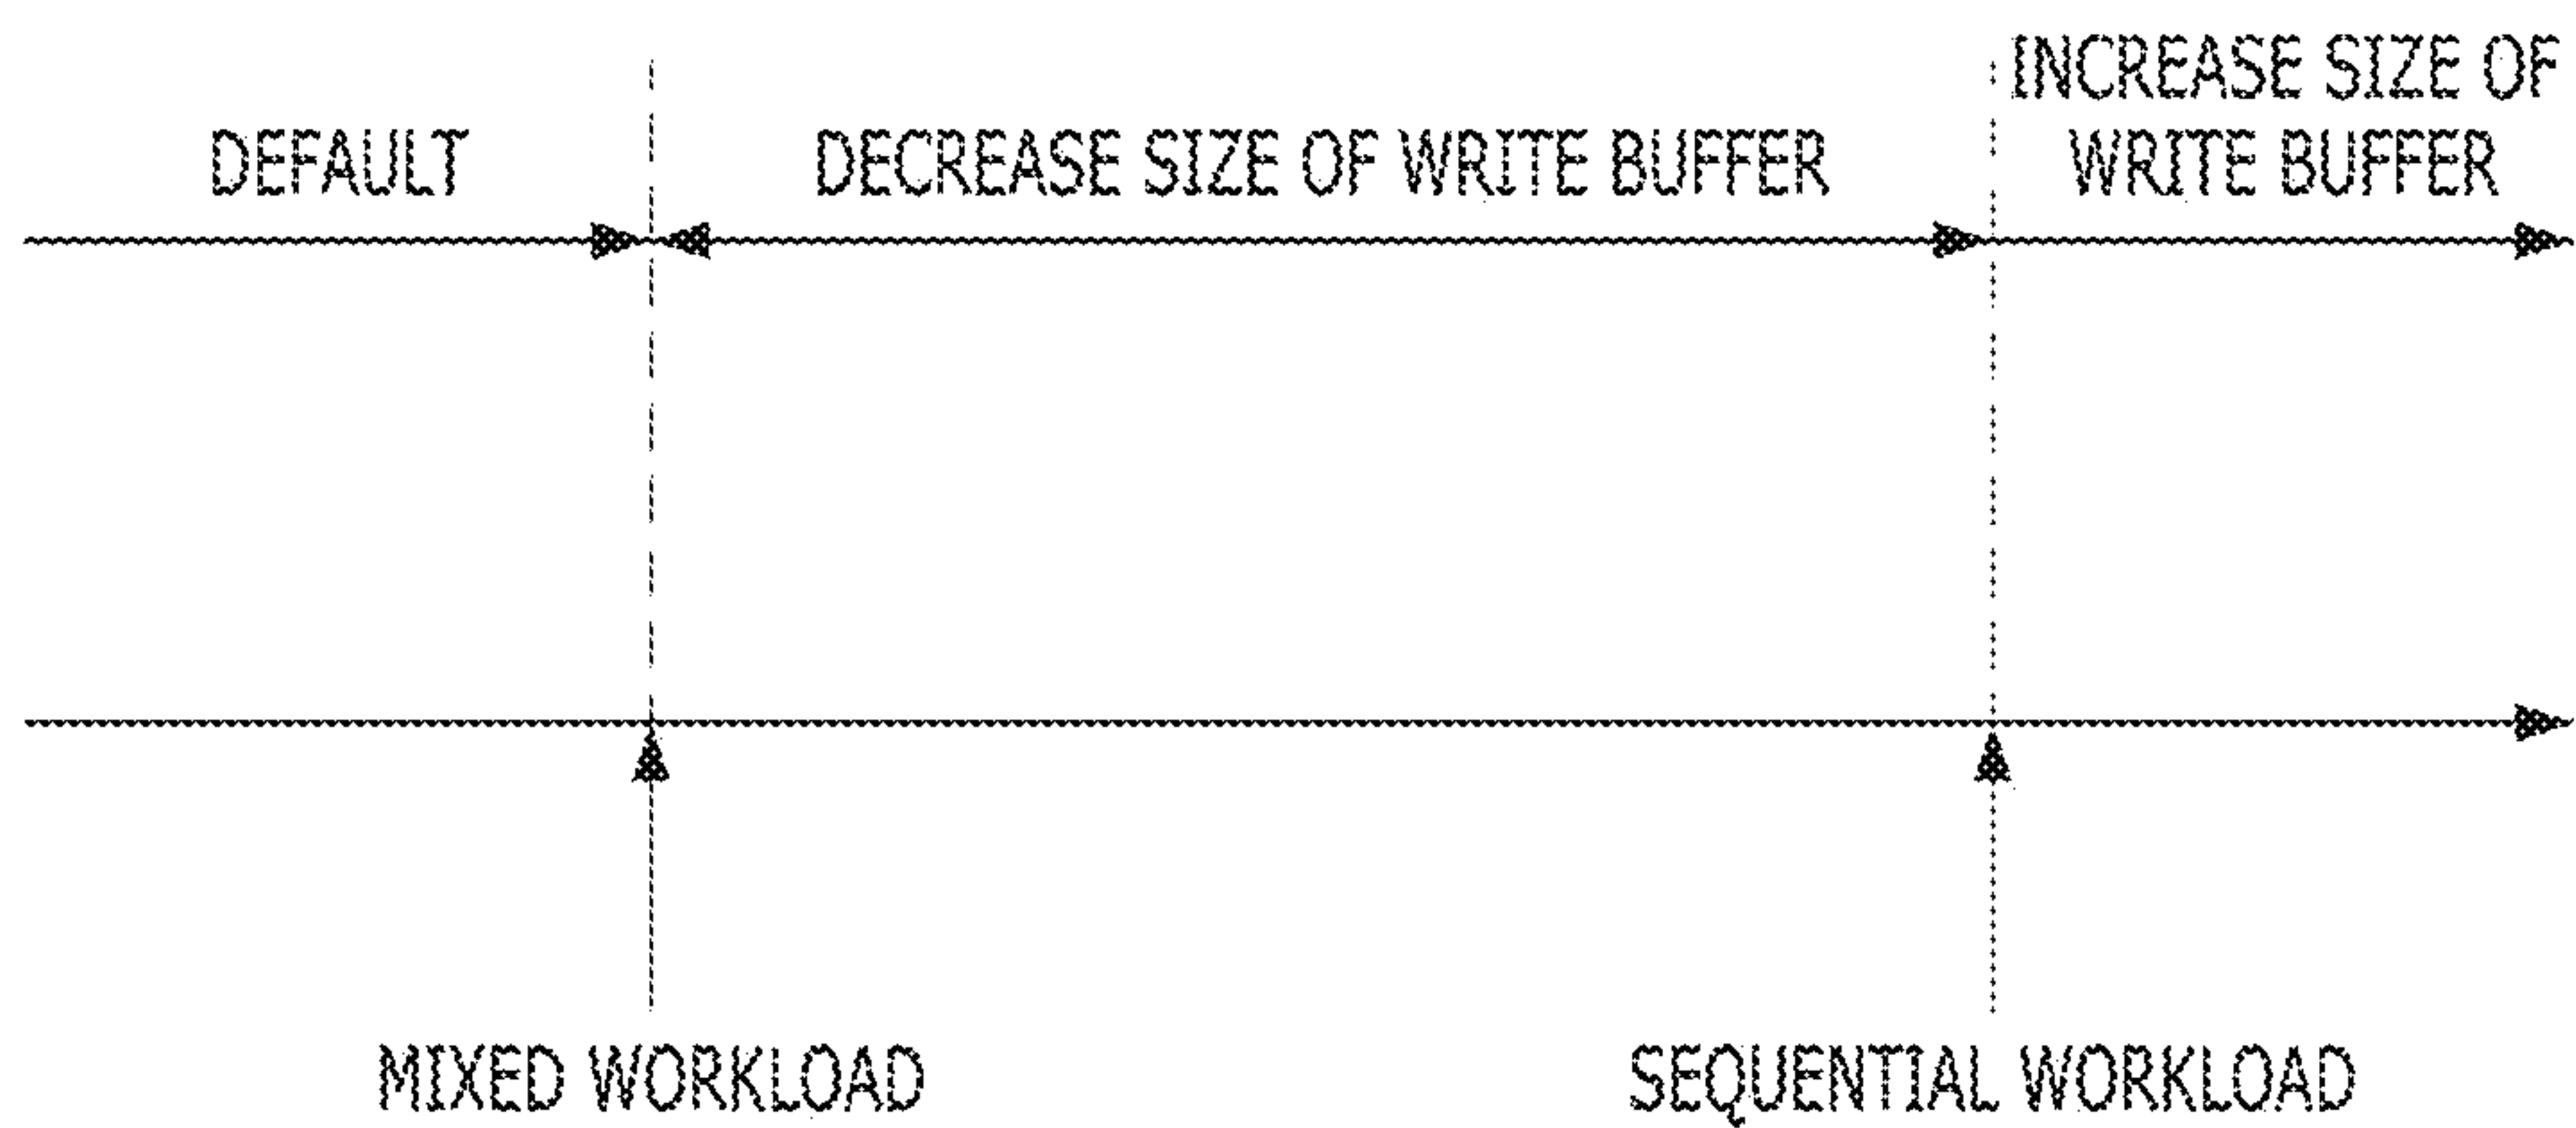 INCREASE SIZE OF
DEFAULT DECREASE SIZE OF WRITE BUFFER WRITE BUFFER
MIXED WORKLOAD SEQUENTIAL WORKLOAD